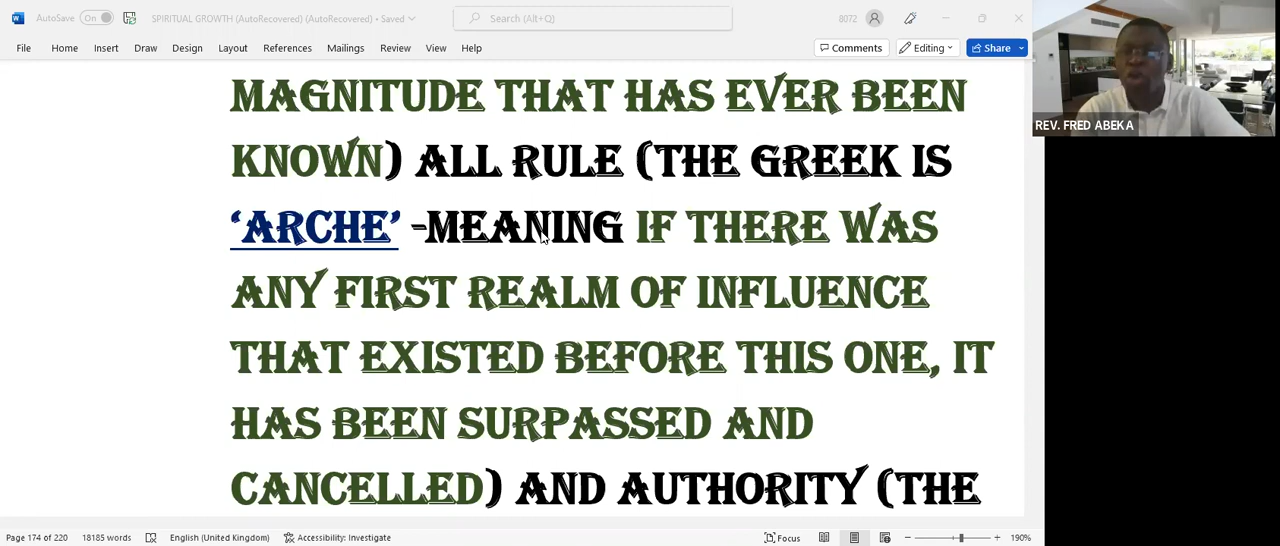 AutoSave On SPIRITUAL GROWTH (AutoRecovered) (AutoRecovered) • Saved Search (Alt+Q) 8072
File Home Insert Draw Design Layout References Mailings Review View Help Comments Editing Share
REV. FRED ABEKA
MAGNITUDE THAT HAS EVER BEEN
KNOWN) ALL RULE (THE GREEK IS
‘ARCHE’ -MEANING IF THERE WAS
ANY FIRST REALM OF INFLUENCE
THAT EXISTED BEFORE THIS ONE, IT
HAS BEEN SURPASSED AND
CANCELLED) AND AUTHORITY (THE
Page 174 of 220 18185 words English (United Kingdom) Accessibility: Investigate Focus 190%